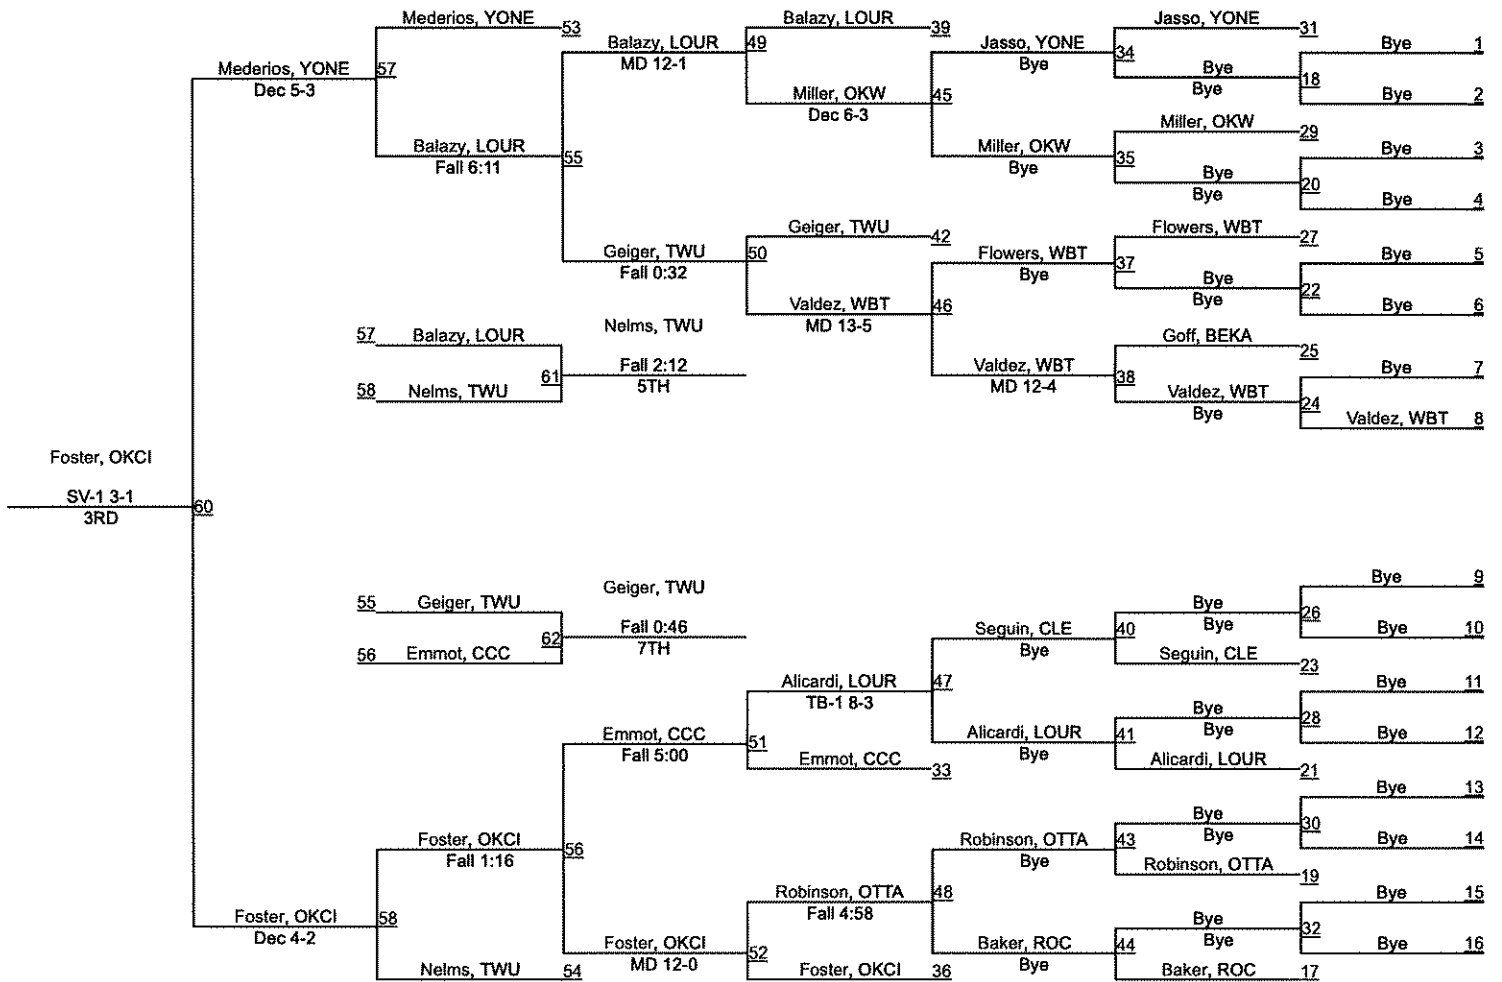 Mederios, YONE 53
Balazy, LOUR 39
Jasso, YONE 31
Bye 1
Balazy, LOUR 49
MD 12-1
Jasso, YONE 34
Bye
Mederios, YONE 57
Dec 5-3
Bye 18
Bye
Bye 2
Miller, OKW 45
Dec 6-3
Miller, OKW 29
Bye 3
Balazy, LOUR 55
Fall 6:11
Miller, OKW 35
Bye
Bye 20
Bye
Bye 4
Geiger, TWU 42
Flowers, WBT 27
Geiger, TWU 50
Fall 0:32
Flowers, WBT 37
Bye
Bye 5
Bye 22
Bye
Valdez, WBT 46
MD 13-5
Bye 6
57 Balazy, LOUR
Nelms, TWU
Goff, BEKA 25
61 Fall 2:12
5TH
Valdez, WBT 38
MD 12-4
Bye 7
58 Nelms, TWU
Valdez, WBT 24
Bye
Valdez, WBT 8
Foster, OKCI
SV-1 3-1 60
3RD
Bye 9
55 Geiger, TWU
Geiger, TWU
Bye 26
Bye
62 Fall 0:46
7TH
Seguin, CLE 40
Bye
Bye 10
56 Emmot, CCC
Seguin, CLE 23
Alicardi, LOUR 47
TB-1 8-3
Bye 11
Bye 28
Bye
Emmot, CCC 51
Fall 5:00
Alicardi, LOUR 41
Bye
Bye 12
Emmot, CCC 33
Alicardi, LOUR 21
Bye 13
Bye 30
Bye
Foster, OKCI 56
Fall 1:16
Robinson, OTTA 43
Bye
Bye 14
Robinson, OTTA 19
Robinson, OTTA 48
Fall 4:58
Bye 15
Foster, OKCI 58
Dec 4-2
Bye 32
Bye
Foster, OKCI 52
MD 12-0
Baker, ROC 44
Bye
Bye 16
Nelms, TWU 54
Foster, OKCI 36
Baker, ROC 17